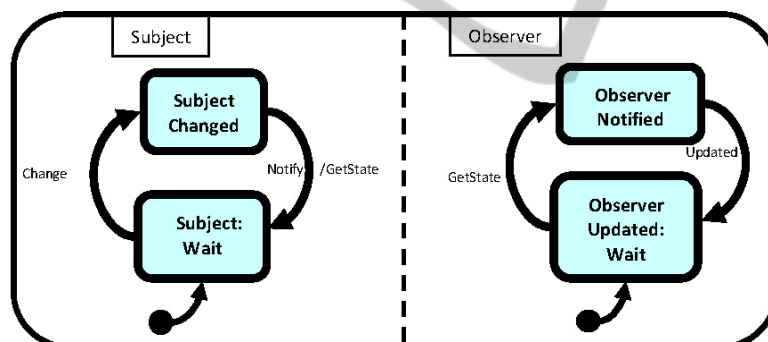 Subject
Subject
Changed
Change
Notify /GetState
Subject:
Wait
Observer
Observer
Notified
GetState
Updated
Observer
Updated:
Wait